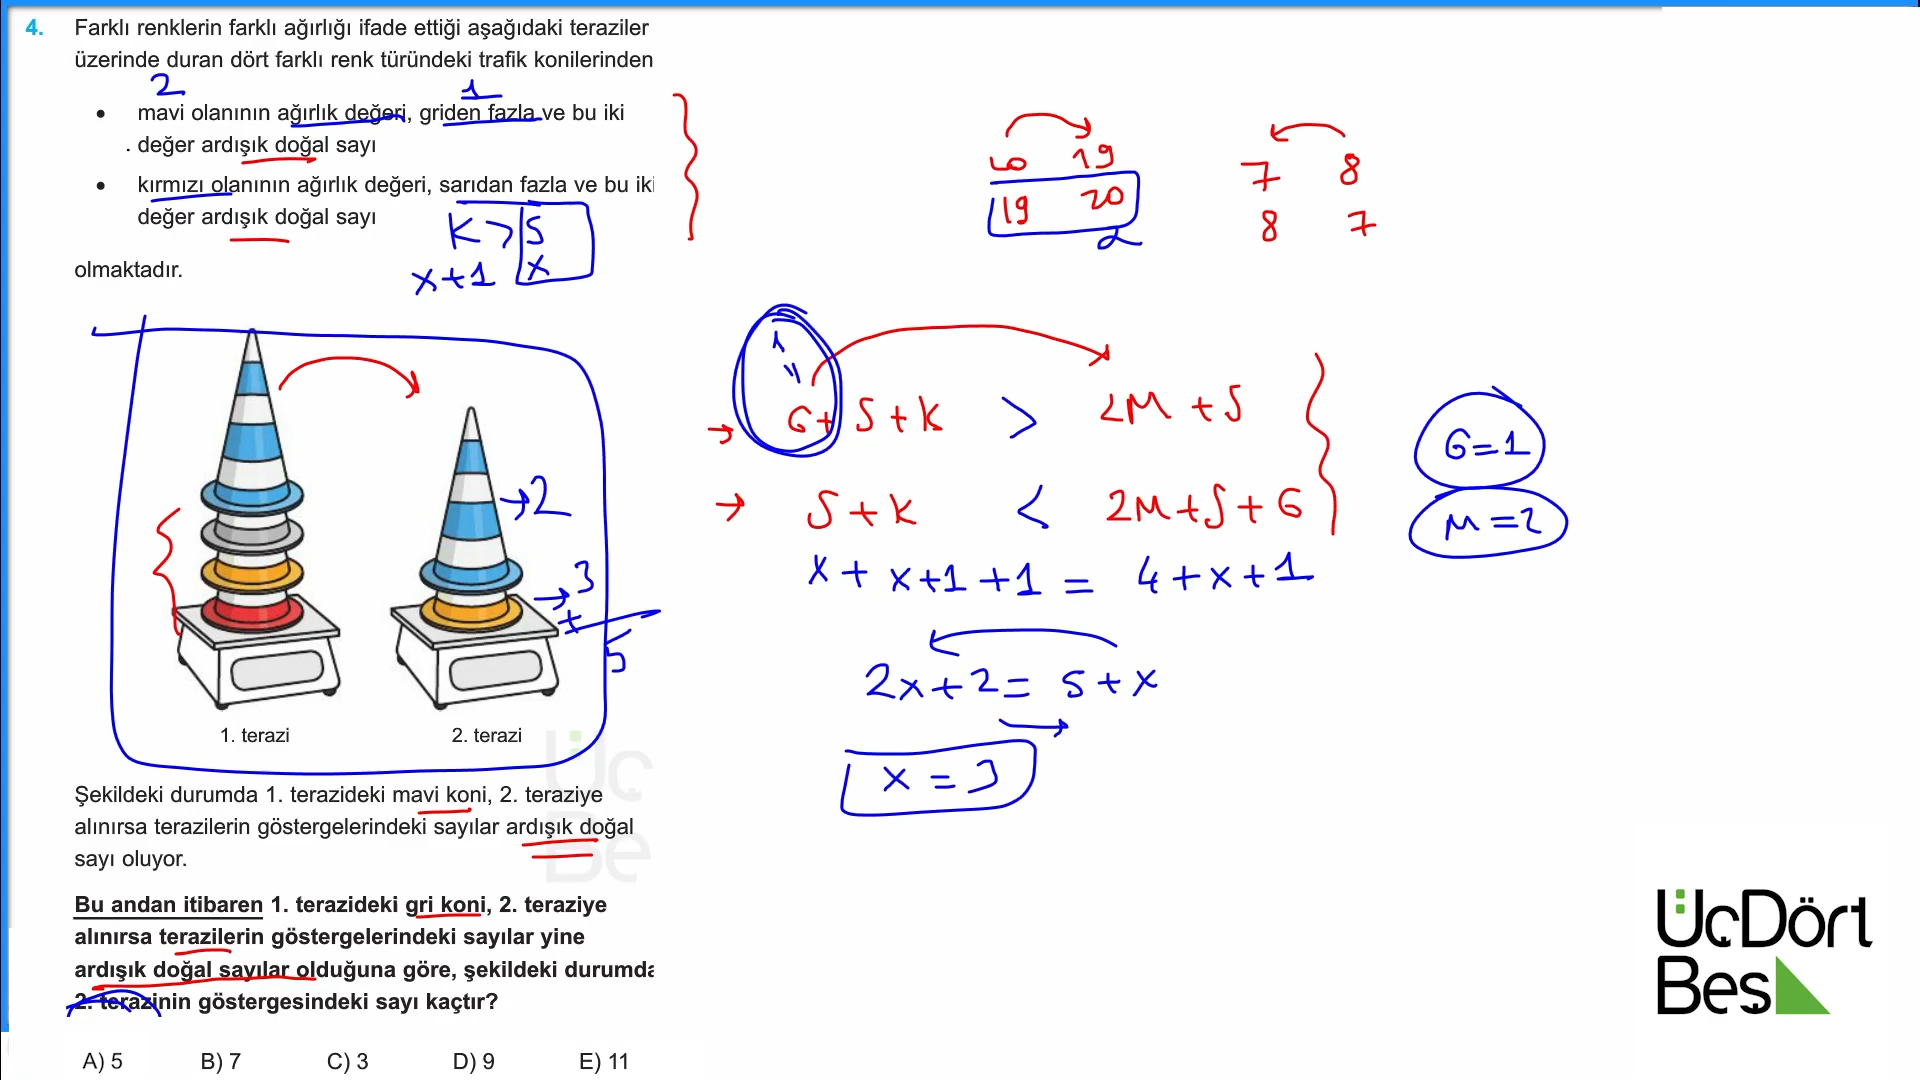 4. Farklı renklerin farklı ağırlığı ifade ettiği aşağıdaki teraziler
üzerinde duran dört farklı renk türündeki trafik konilerinden
2 1
• mavi olanının ağırlık değeri, griden fazla ve bu iki
değer ardışık doğal sayı
• kırmızı olanının ağırlık değeri, sarıdan fazla ve bu iki
değer ardışık doğal sayı
K > S
x+1 x
olmaktadır.
→2
→3
+
5
1. terazi 2. terazi
Şekildeki durumda 1. terazideki mavi koni, 2. teraziye
alınırsa terazilerin göstergelerindeki sayılar ardışık doğal
sayı oluyor.
Bu andan itibaren 1. terazideki gri koni, 2. teraziye
alınırsa terazilerin göstergelerindeki sayılar yine
ardışık doğal sayılar olduğuna göre, şekildeki durumda
2. terazinin göstergesindeki sayı kaçtır?
A) 5 B) 7 C) 3 D) 9 E) 11
19
19 20
2
7 8
8 7
1
=
→ G + S + K > 2M + S
→ S + K < 2M + S + G
x + x+1 +1 = 4 + x + 1
2x+2 = 5+x
x = 3
G=1
M=2
Üç
Be
ÜçDört
Beş